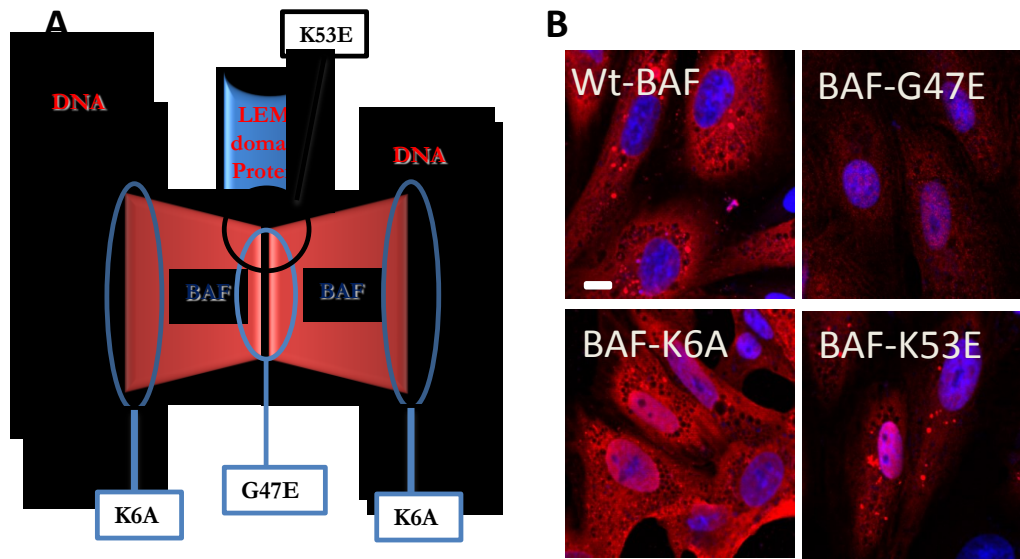 A
K53E
DNA
LEM
doma
Prote
DNA
BAF
BAF
G47E
K6A
K6A
B
Wt-BAF
BAF-G47E
BAF-K6A
BAF-K53E